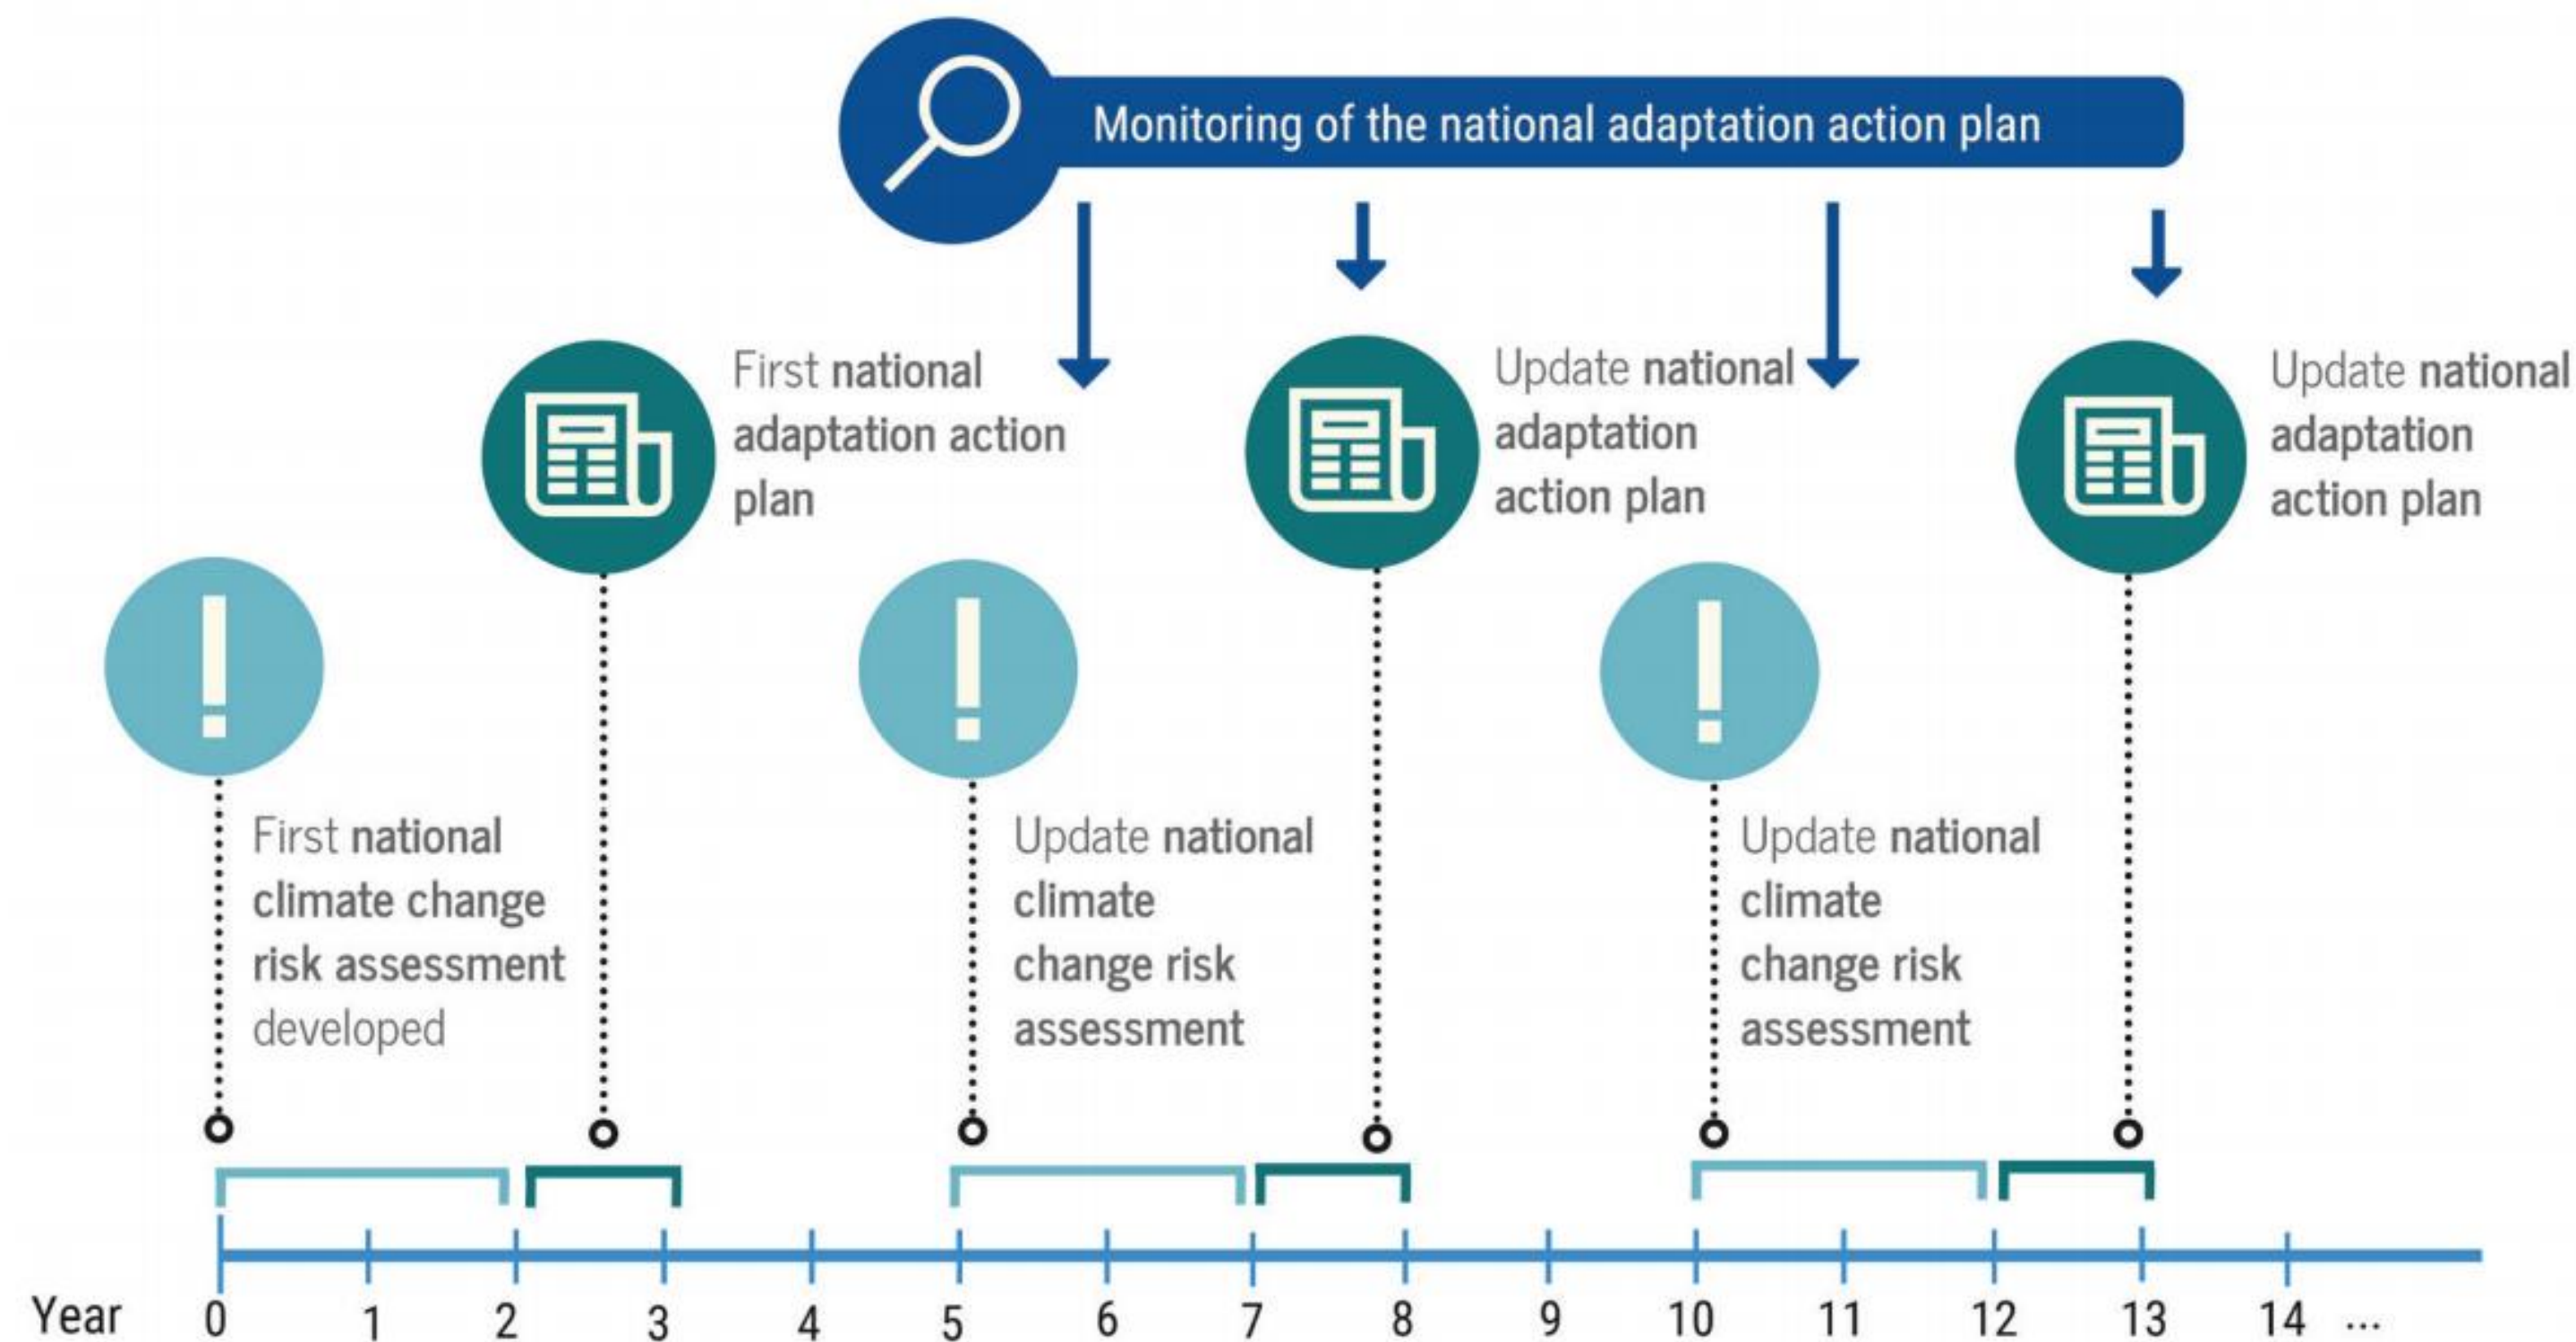 Monitoring of the national adaptation action plan
First national
adaptation action
plan
Update national
adaptation
action plan
Update national
adaptation
action plan
First national
climate change
risk assessment
developed
Update national
climate
change risk
assessment
Update national
climate
change risk
assessment
Year 0 1 2 3 4 5 6 7 8 9 10 11 12 13 14 ...